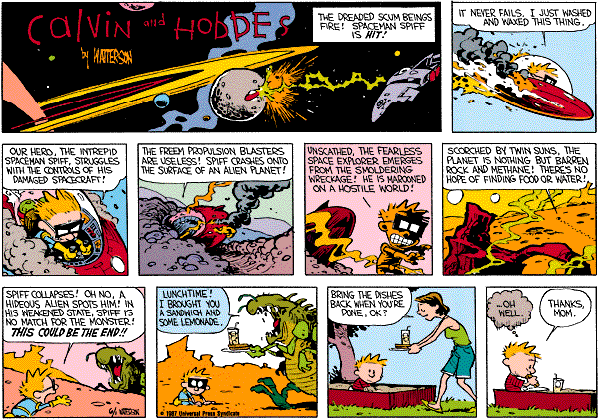 Calvin and Hobbes
by WATTERSON
THE DREADED SCUM BEINGS
FIRE! SPACEMAN SPIFF
IS HIT!
IT NEVER FAILS. I JUST WASHED
AND WAXED THIS THING.
OUR HERO, THE INTREPID
SPACEMAN SPIFF, STRUGGLES
WITH THE CONTROLS OF HIS
DAMAGED SPACECRAFT!
THE FREEM PROPULSION BLASTERS
ARE USELESS! SPIFF CRASHES ONTO
THE SURFACE OF AN ALIEN PLANET!
UNSCATHED, THE FEARLESS
SPACE EXPLORER EMERGES
FROM THE SMOLDERING
WRECKAGE! HE IS MAROONED
ON A HOSTILE WORLD!
SCORCHED BY TWIN SUNS, THE
PLANET IS NOTHING BUT BARREN
ROCK AND METHANE! THERE'S NO
HOPE OF FINDING FOOD OR WATER!
SPIFF COLLAPSES! OH NO, A
HIDEOUS ALIEN SPOTS HIM! IN
HIS WEAKENED STATE, SPIFF IS
NO MATCH FOR THE MONSTER!
THIS COULD BE THE END!!
WATTERSON
LUNCHTIME!
I BROUGHT YOU
A SANDWICH AND
SOME LEMONADE.
© 1987 Universal Press Syndicate
BRING THE DISHES
BACK WHEN YOU'RE
DONE, OK?
OH
WELL.
THANKS,
MOM.